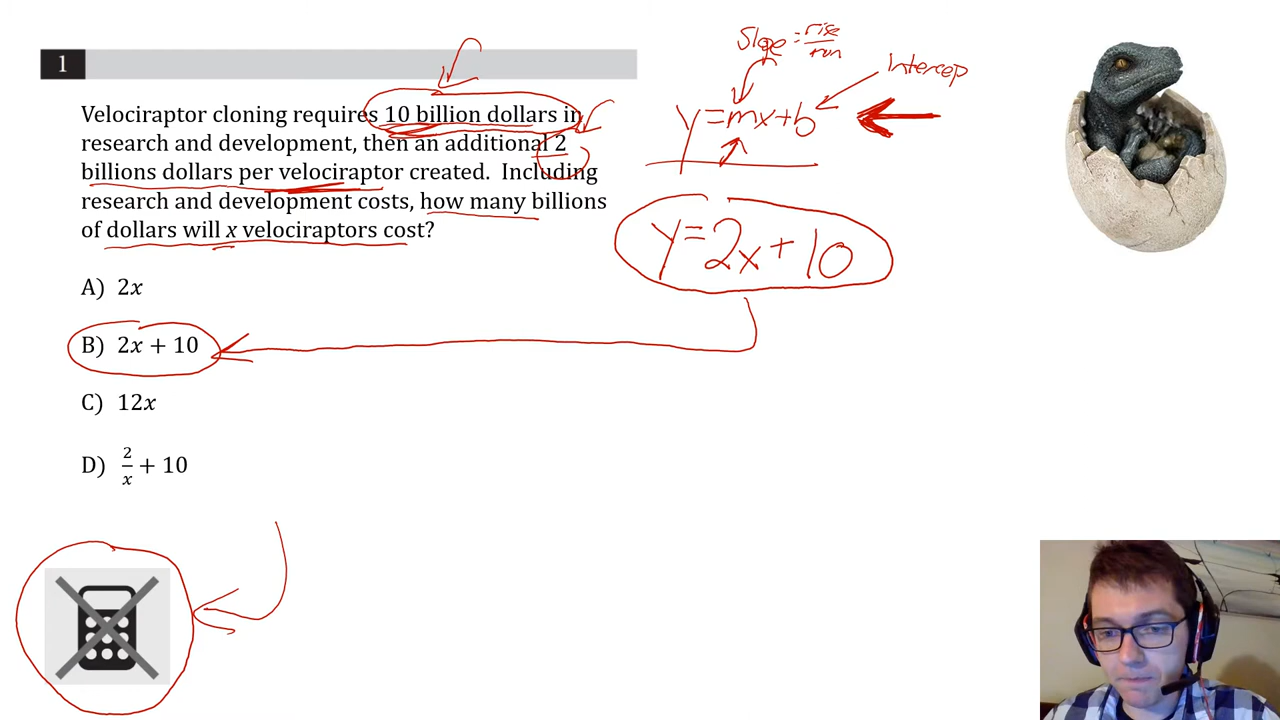 1
Velociraptor cloning requires 10 billion dollars in
research and development, then an additional 2
billions dollars per velociraptor created. Including
research and development costs, how many billions
of dollars will x velociraptors cost?
A) 2x
B) 2x + 10
C) 12x
D) 2/x + 10
Slope = rise/run
Intercep
y = mx + b
y = 2x + 10